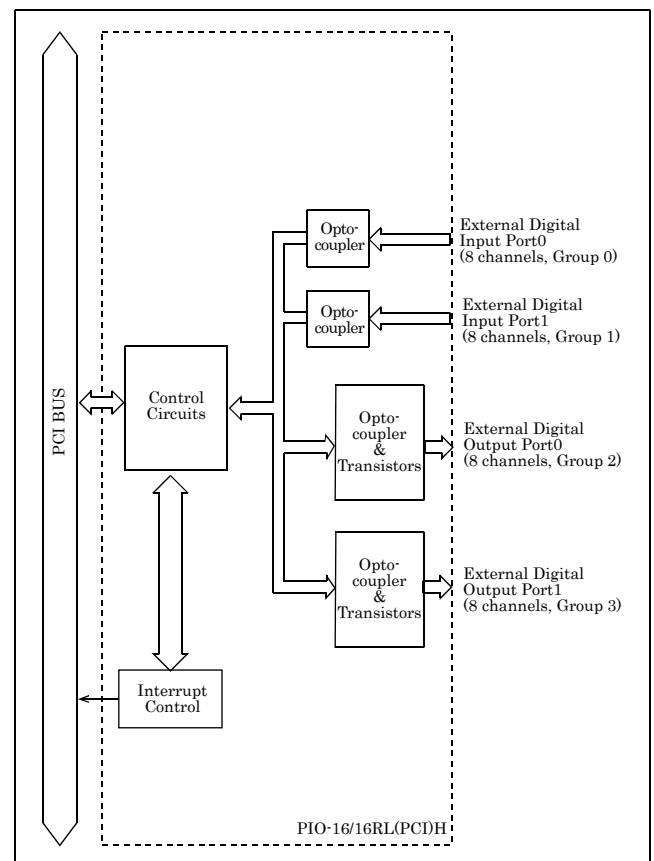 Opto-
coupler
External Digital
Input Port0
(8 channels, Group 0)
Opto-
coupler
External Digital
Input Port1
(8 channels, Group 1)
PCI BUS
Control
Circuits
Opto-
coupler
&
Transistors
External Digital
Output Port0
(8 channels, Group 2)
Opto-
coupler
&
Transistors
External Digital
Output Port1
(8 channels, Group 3)
Interrupt
Control
PIO-16/16RL(PCI)H